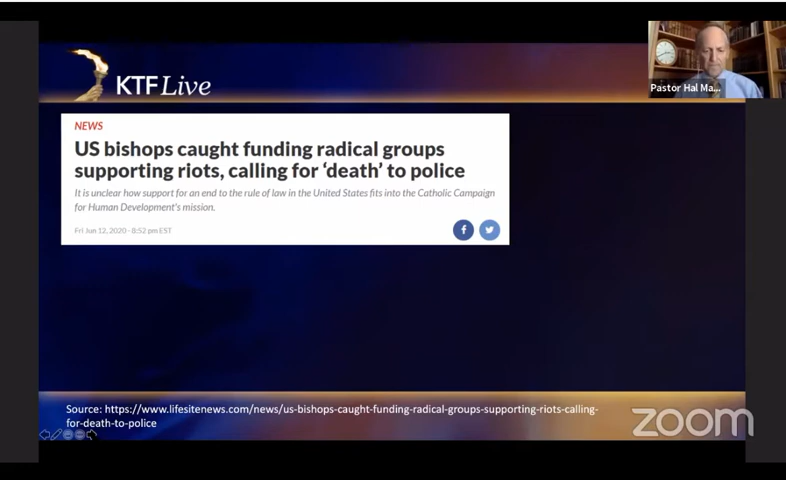 Pastor Hal Ma...
KTF Live
NEWS
US bishops caught funding radical groups
supporting riots, calling for ‘death’ to police
It is unclear how support for an end to the rule of law in the United States fits into the Catholic Campaign
for Human Development's mission.
Fri Jun 12, 2020 - 8:52 pm EST
Source: https://www.lifesitenews.com/news/us-bishops-caught-funding-radical-groups-supporting-riots-calling-
for-death-to-police
zoom